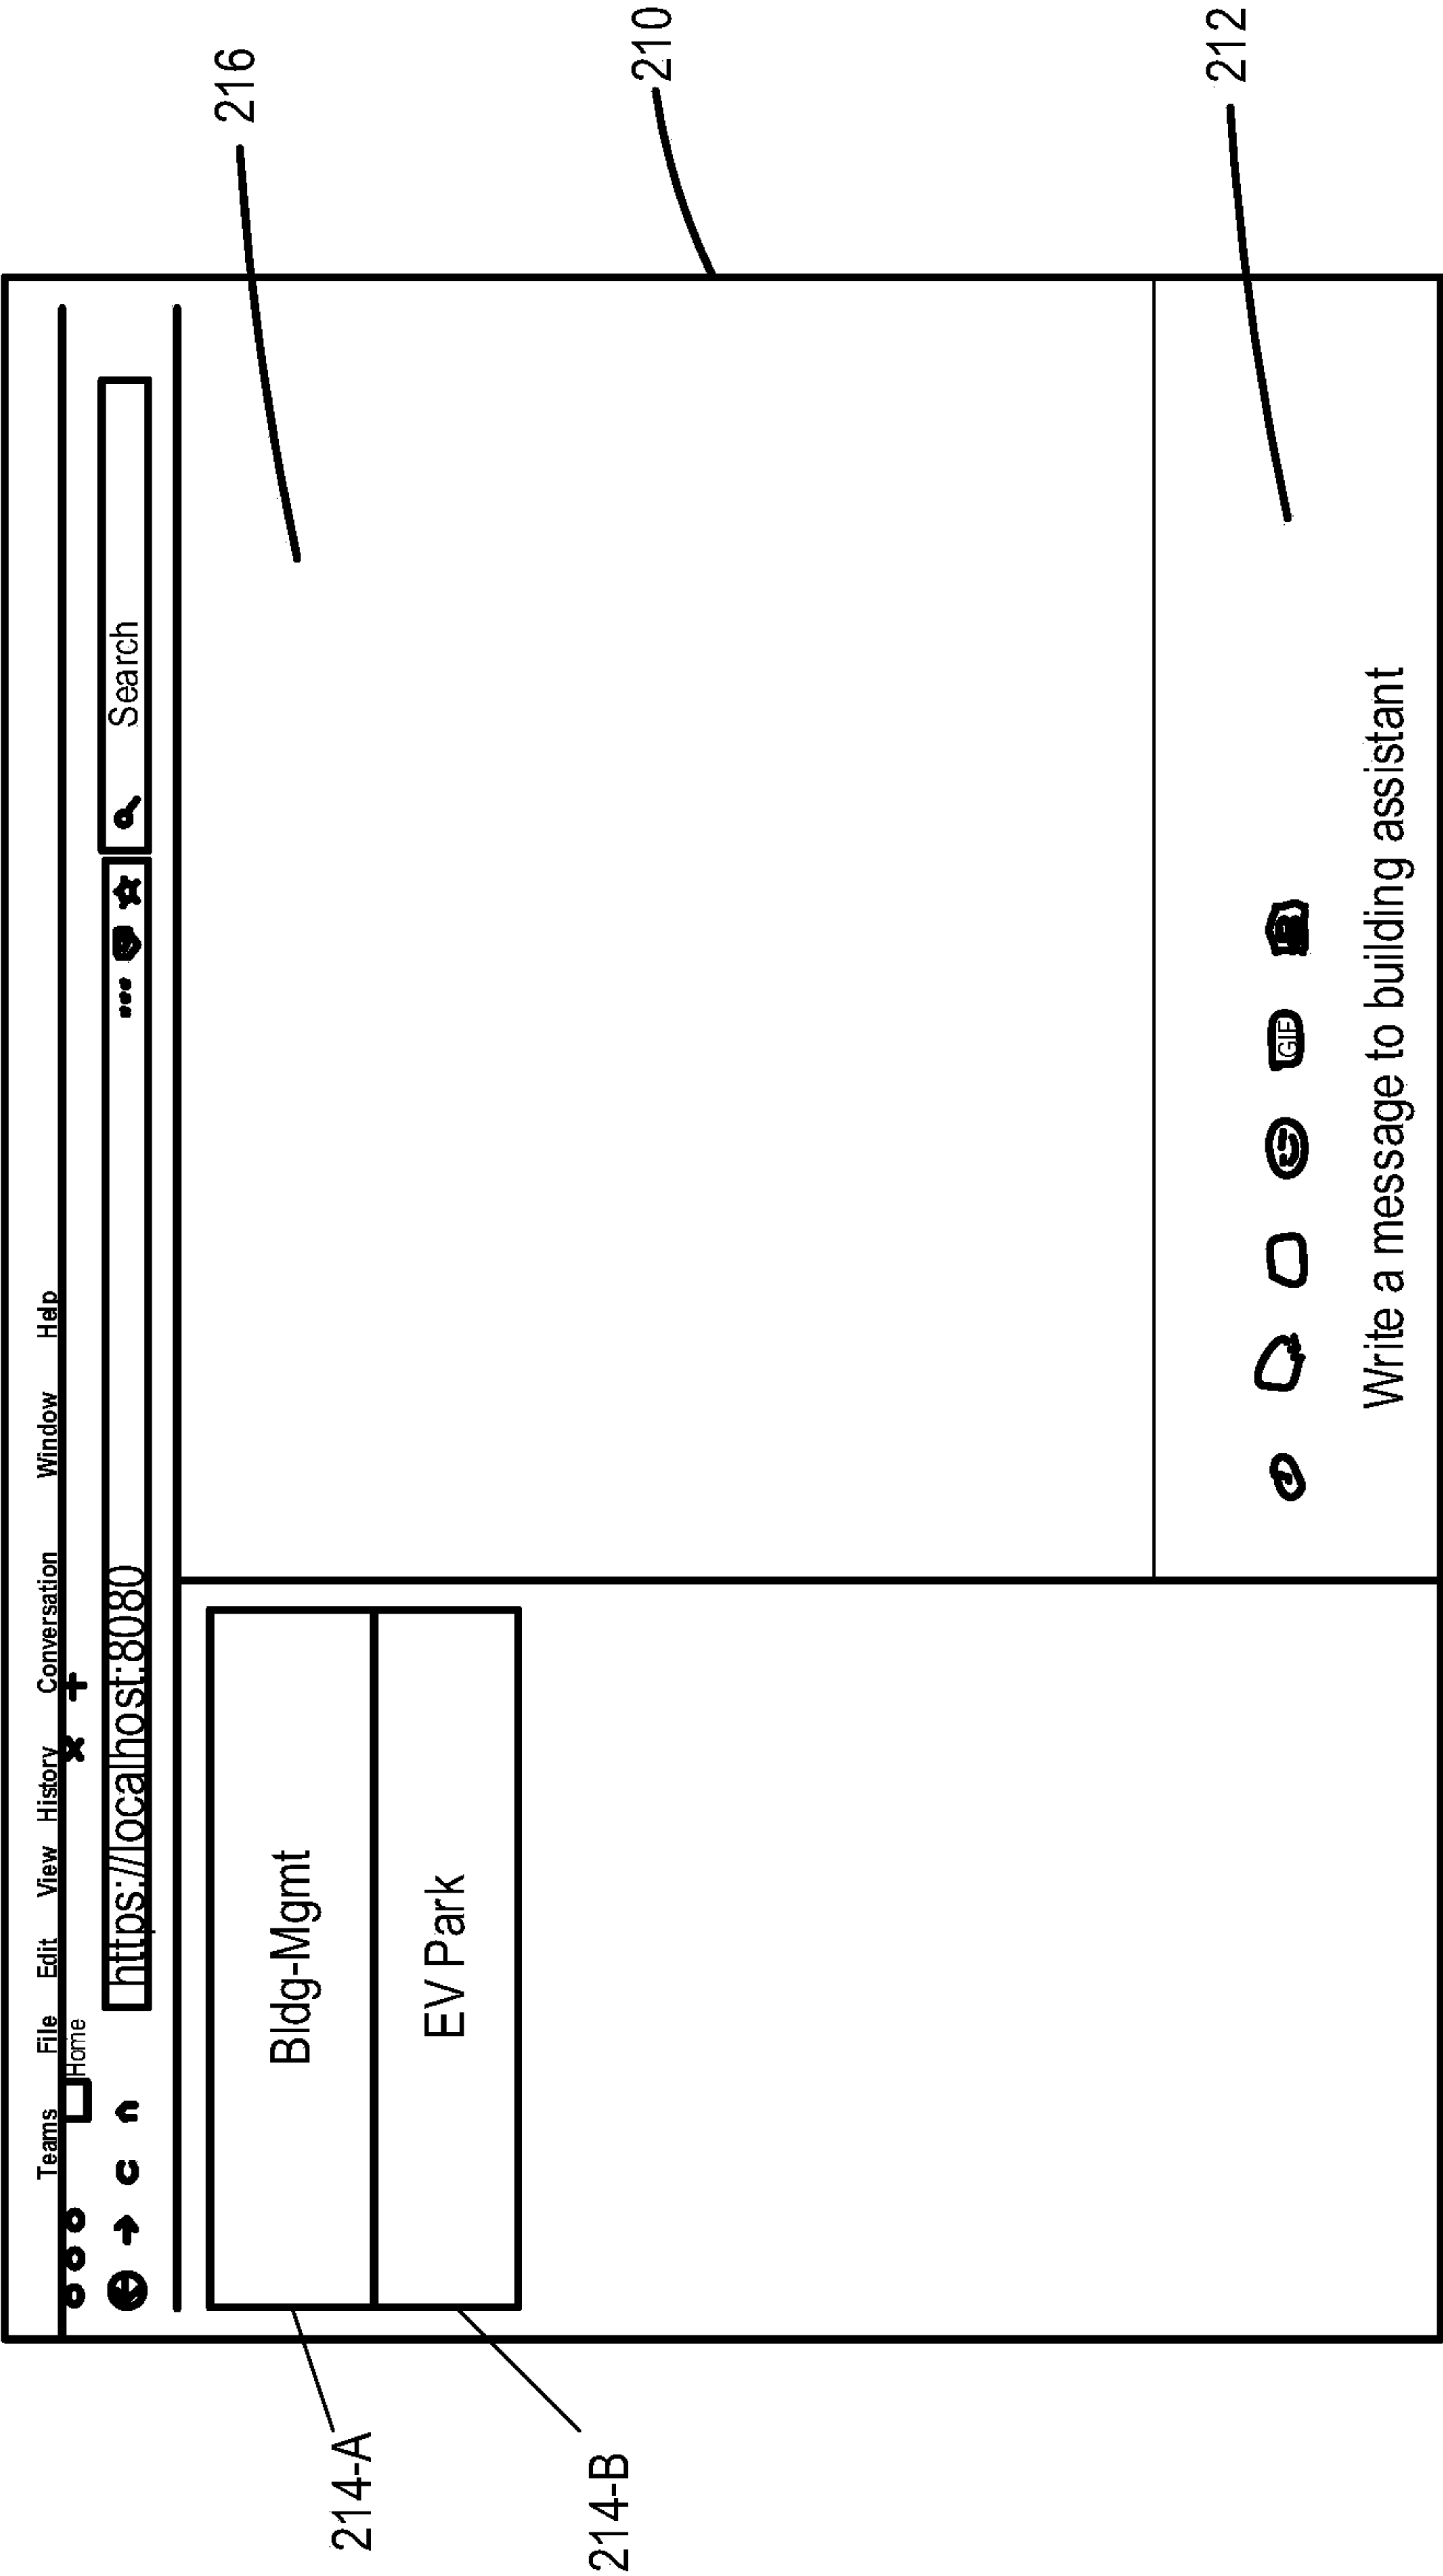 Teams File Edit View History Conversation Window Help
Home x +
https://localhost:8080 ... Search
216
214-A
Bldg-Mgmt
214-B
EV Park
210
GIF
212
Write a message to building assistant